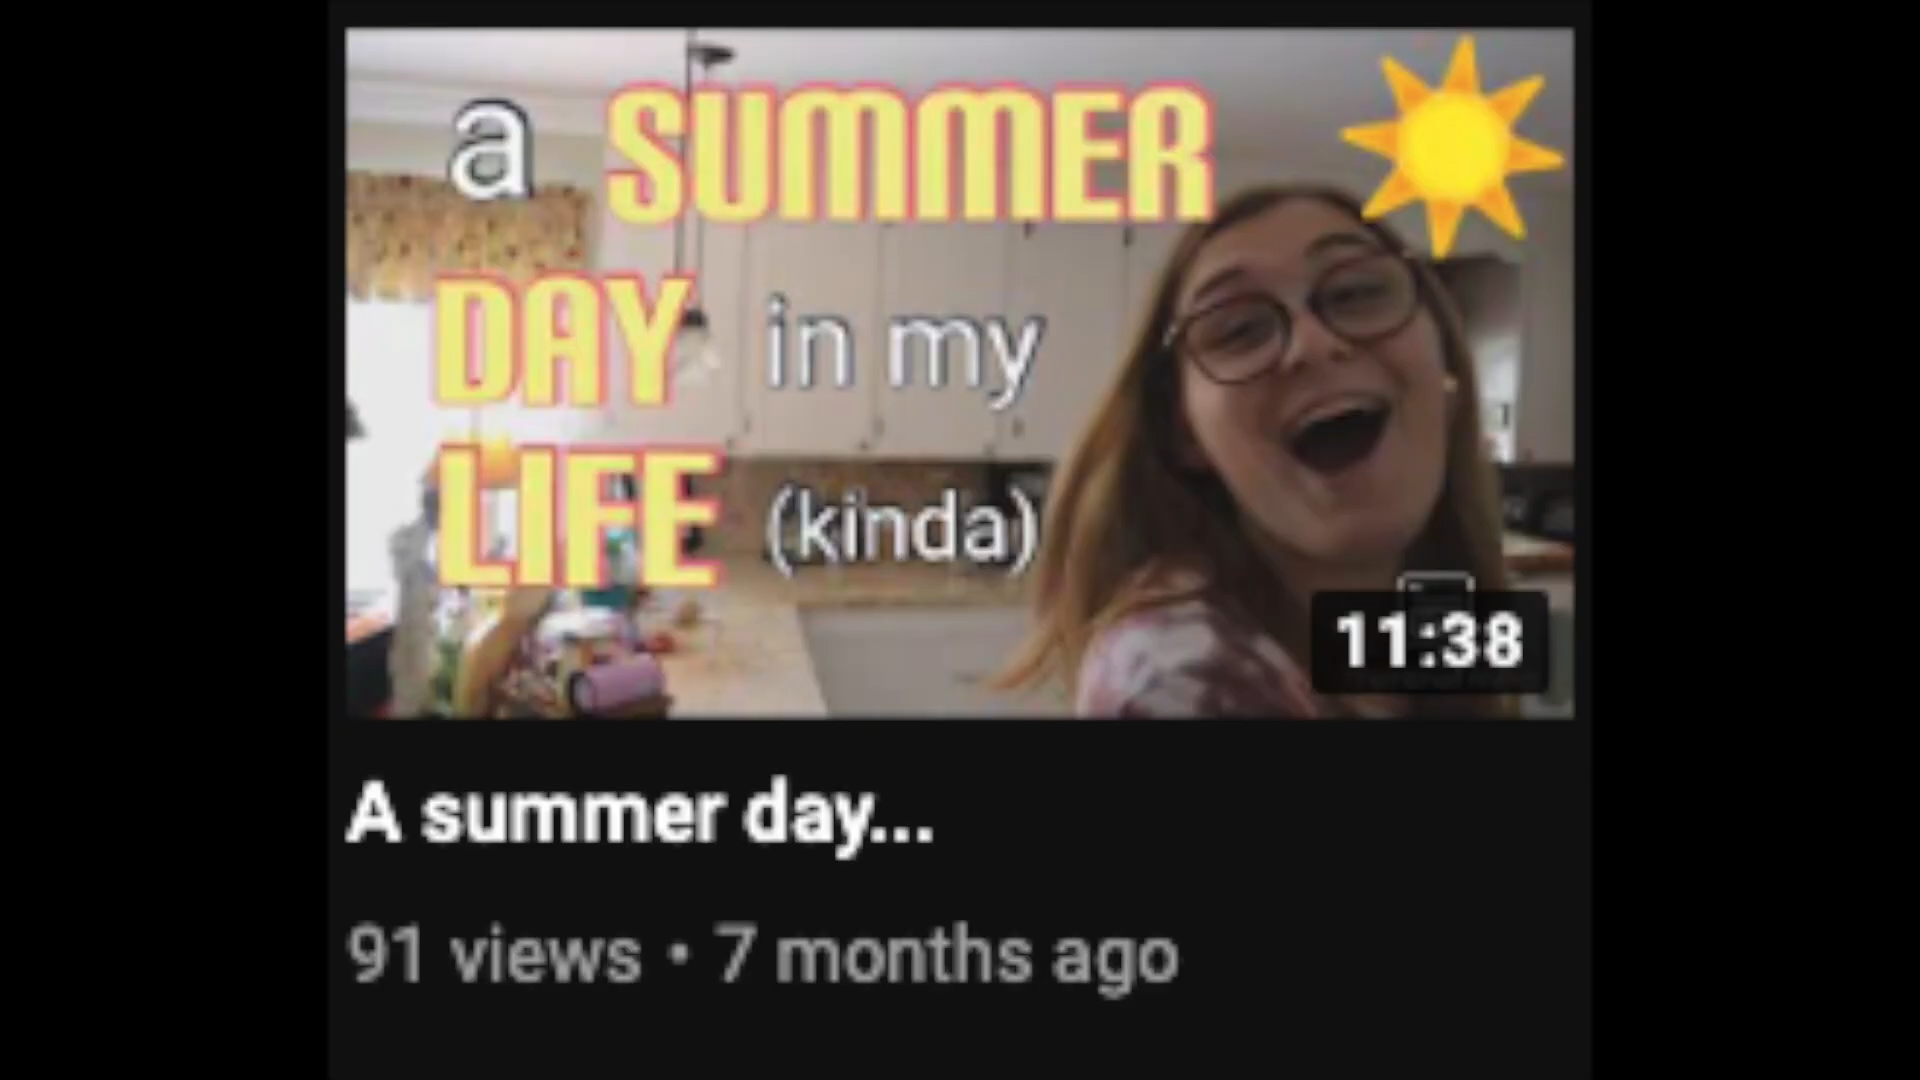 a SUMMER
DAY in my
LIFE (kinda)
11:38
A summer day...
91 views • 7 months ago